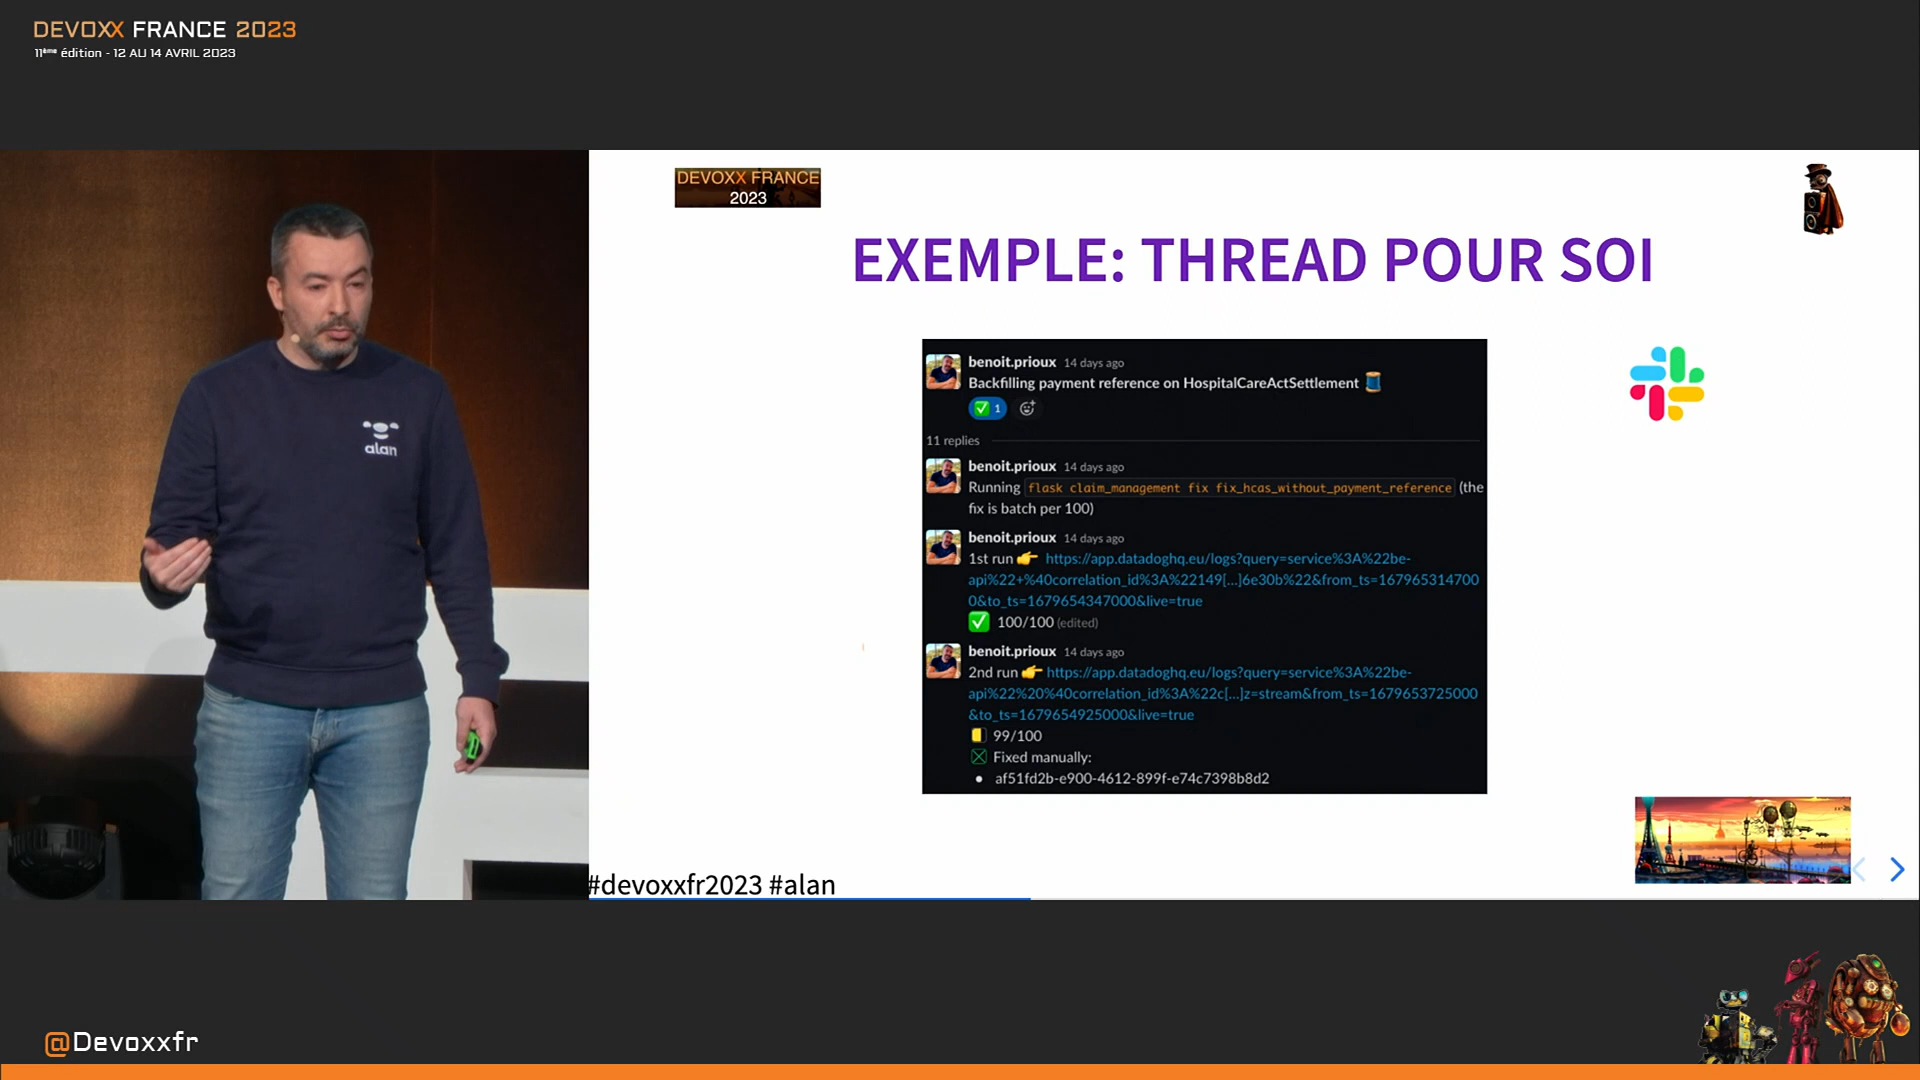 DEVOXX FRANCE 2023
11ème édition - 12 AU 14 AVRIL 2023
DEVOXX FRANCE
2023
EXEMPLE: THREAD POUR SOI
benoit.prioux 14 days ago
Backfilling payment reference on HospitalCareActSettlement
1
11 replies
benoit.prioux 14 days ago
Running flask claim_management fix fix_hcas_without_payment_reference (the
fix is batch per 100)
benoit.prioux 14 days ago
1st run 👉 https://app.datadoghq.eu/logs?query=service%3A%22be-
api%22+%40correlation_id%3A%22149[...]6e30b%22&from_ts=167965314700
0&to_ts=1679654347000&live=true
✅ 100/100 (edited)
benoit.prioux 14 days ago
2nd run 👉 https://app.datadoghq.eu/logs?query=service%3A%22be-
api%22%20%40correlation_id%3A%22c[...]z=stream&from_ts=1679653725000
&to_ts=1679654925000&live=true
99/100
Fixed manually:
• af51fd2b-e900-4612-899f-e74c7398b8d2
alan
#devoxxfr2023 #alan
@Devoxxfr